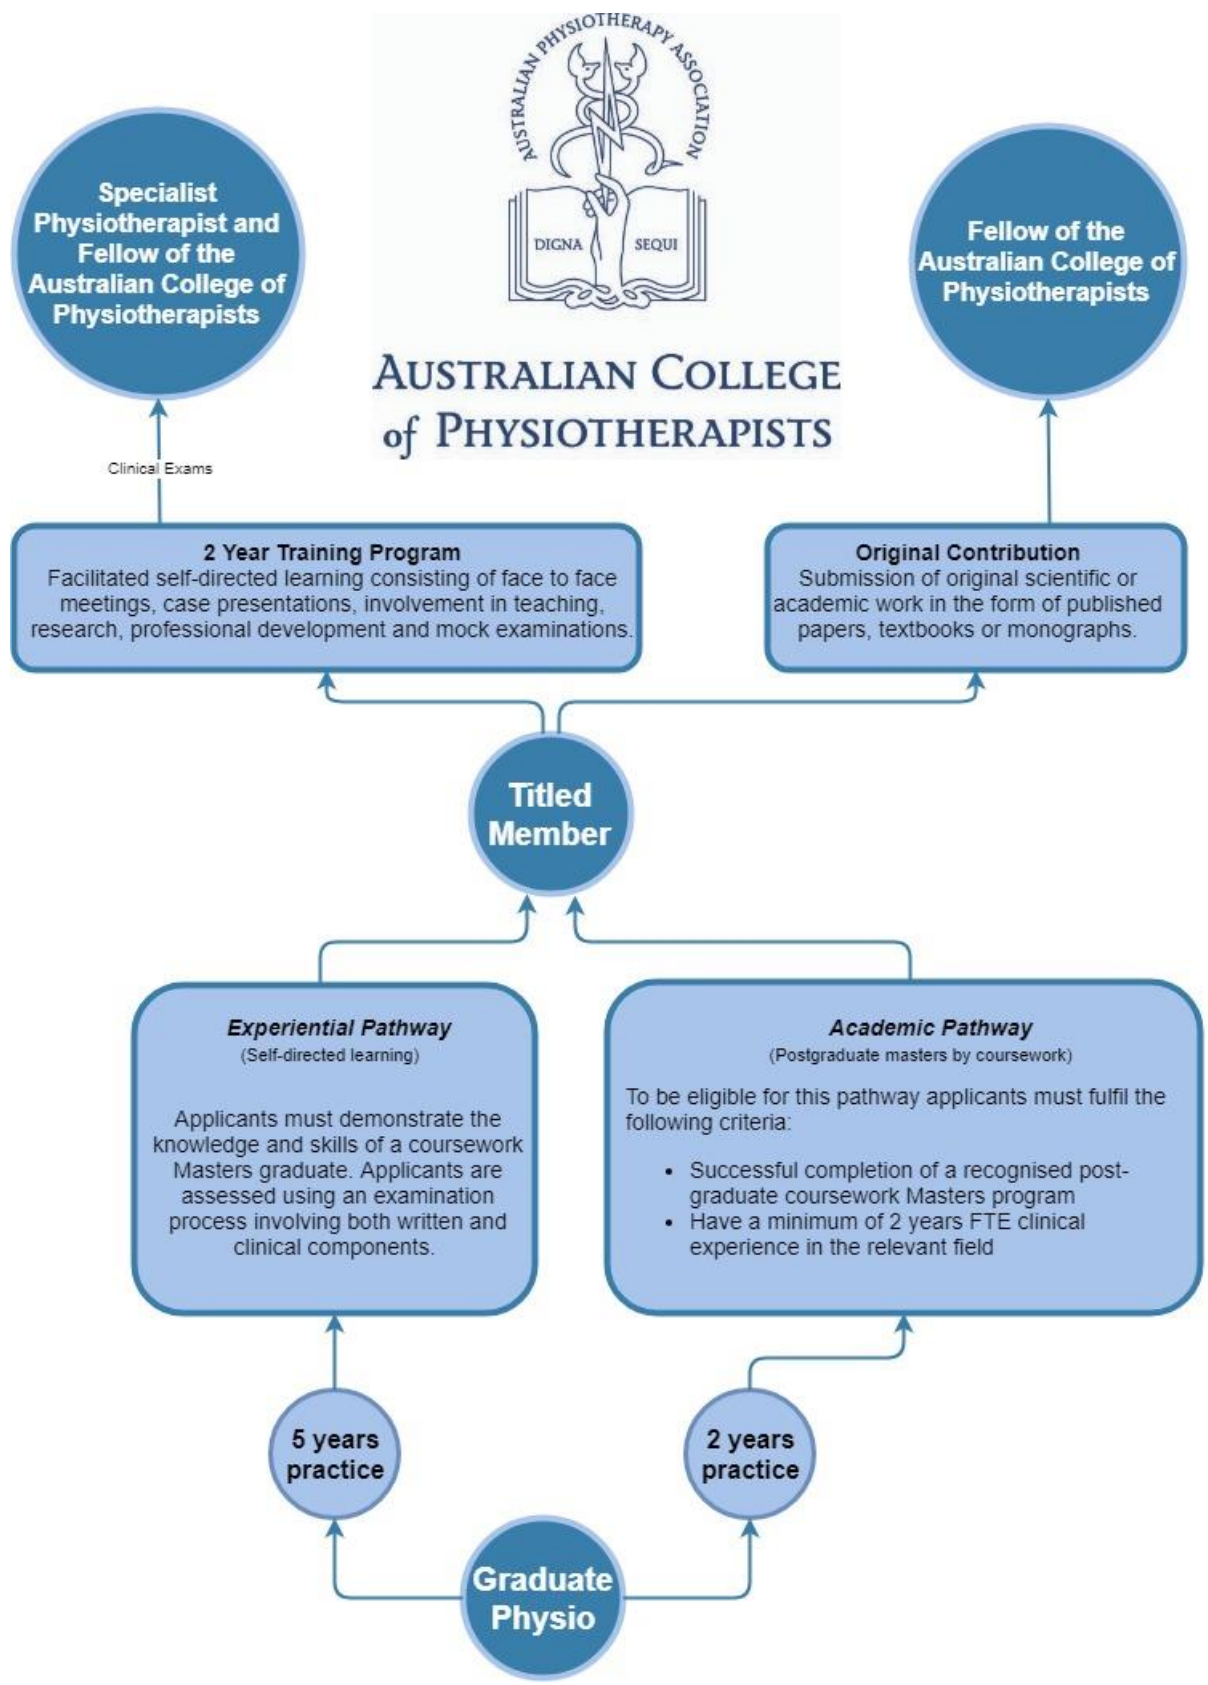 AUSTRALIAN PHYSIOTHERAPY ASSOCIATION
DIGNA SEQUI
AUSTRALIAN COLLEGE
of PHYSIOTHERAPISTS
Specialist
Physiotherapist and
Fellow of the
Australian College of
Physiotherapists
Fellow of the
Australian College of
Physiotherapists
Clinical Exams
2 Year Training Program
Facilitated self-directed learning consisting of face to face
meetings, case presentations, involvement in teaching,
research, professional development and mock examinations.
Original Contribution
Submission of original scientific or
academic work in the form of published
papers, textbooks or monographs.
Titled
Member
Experiential Pathway
(Self-directed learning)
Applicants must demonstrate the
knowledge and skills of a coursework
Masters graduate. Applicants are
assessed using an examination
process involving both written and
clinical components.
Academic Pathway
(Postgraduate masters by coursework)
To be eligible for this pathway applicants must fulfil the
following criteria:
• Successful completion of a recognised post-
graduate coursework Masters program
• Have a minimum of 2 years FTE clinical
experience in the relevant field
5 years
practice
2 years
practice
Graduate
Physio